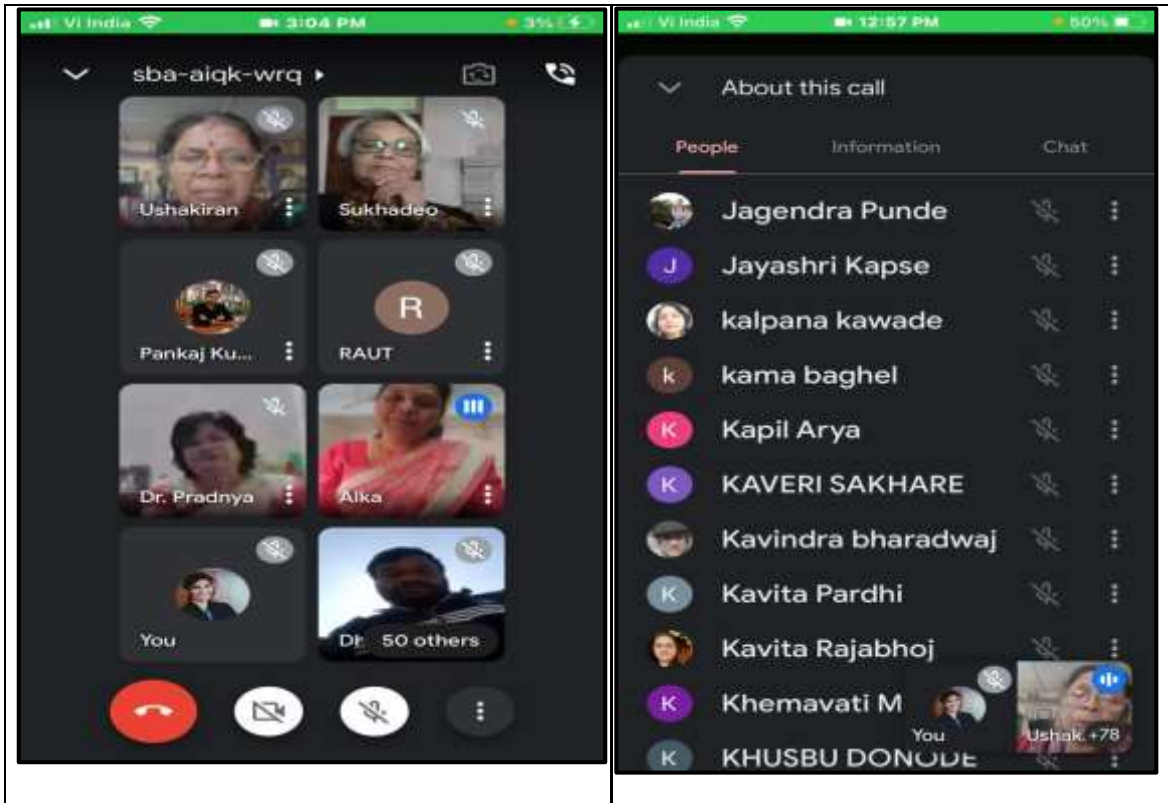 Vi India 3:04 PM 3%
sba-aiqk-wrq
Ushakiran Sukhadeo
Pankaj Ku... RAUT
R
Dr. Pradnya Alka
You 50 others
Vi India 12:57 PM 50%
About this call
People Information Chat
Jagendra Punde
J Jayashri Kapse
kalpana kawade
k kama baghel
K Kapil Arya
K KAVERI SAKHARE
Kavindra bharadwaj
K Kavita Pardhi
Kavita Rajabhoj
K Khemavati M
You Ushak. +78
K KHUSBU DONODE